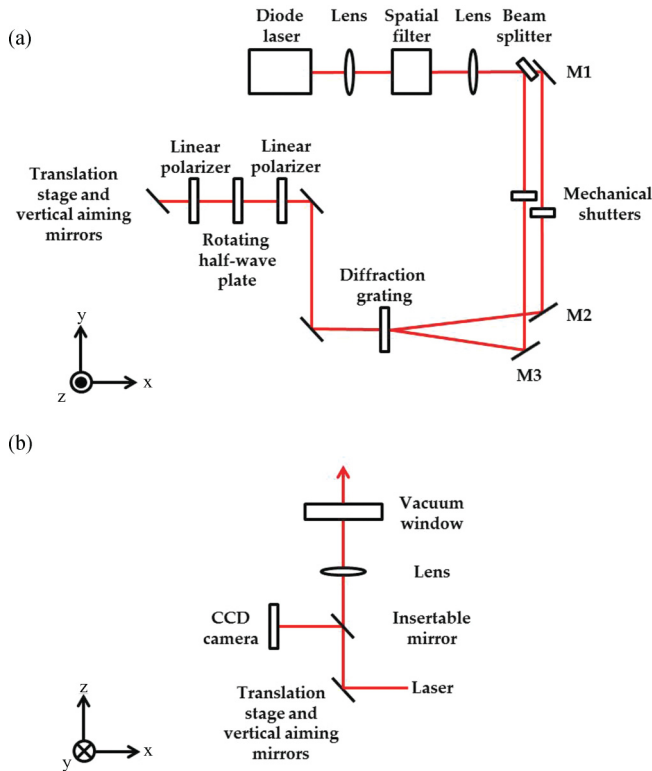 (a)
Diode
laser
Lens
Spatial
filter
Lens
Beam
splitter
M1
Linear
polarizer
Linear
polarizer
Translation
stage and
vertical aiming
mirrors
Rotating
half-wave
plate
Mechanical
shutters
Diffraction
grating
M2
M3
y
x
z
(b)
Vacuum
window
Lens
CCD
camera
Insertable
mirror
Laser
Translation
stage and
vertical aiming
mirrors
z
x
y